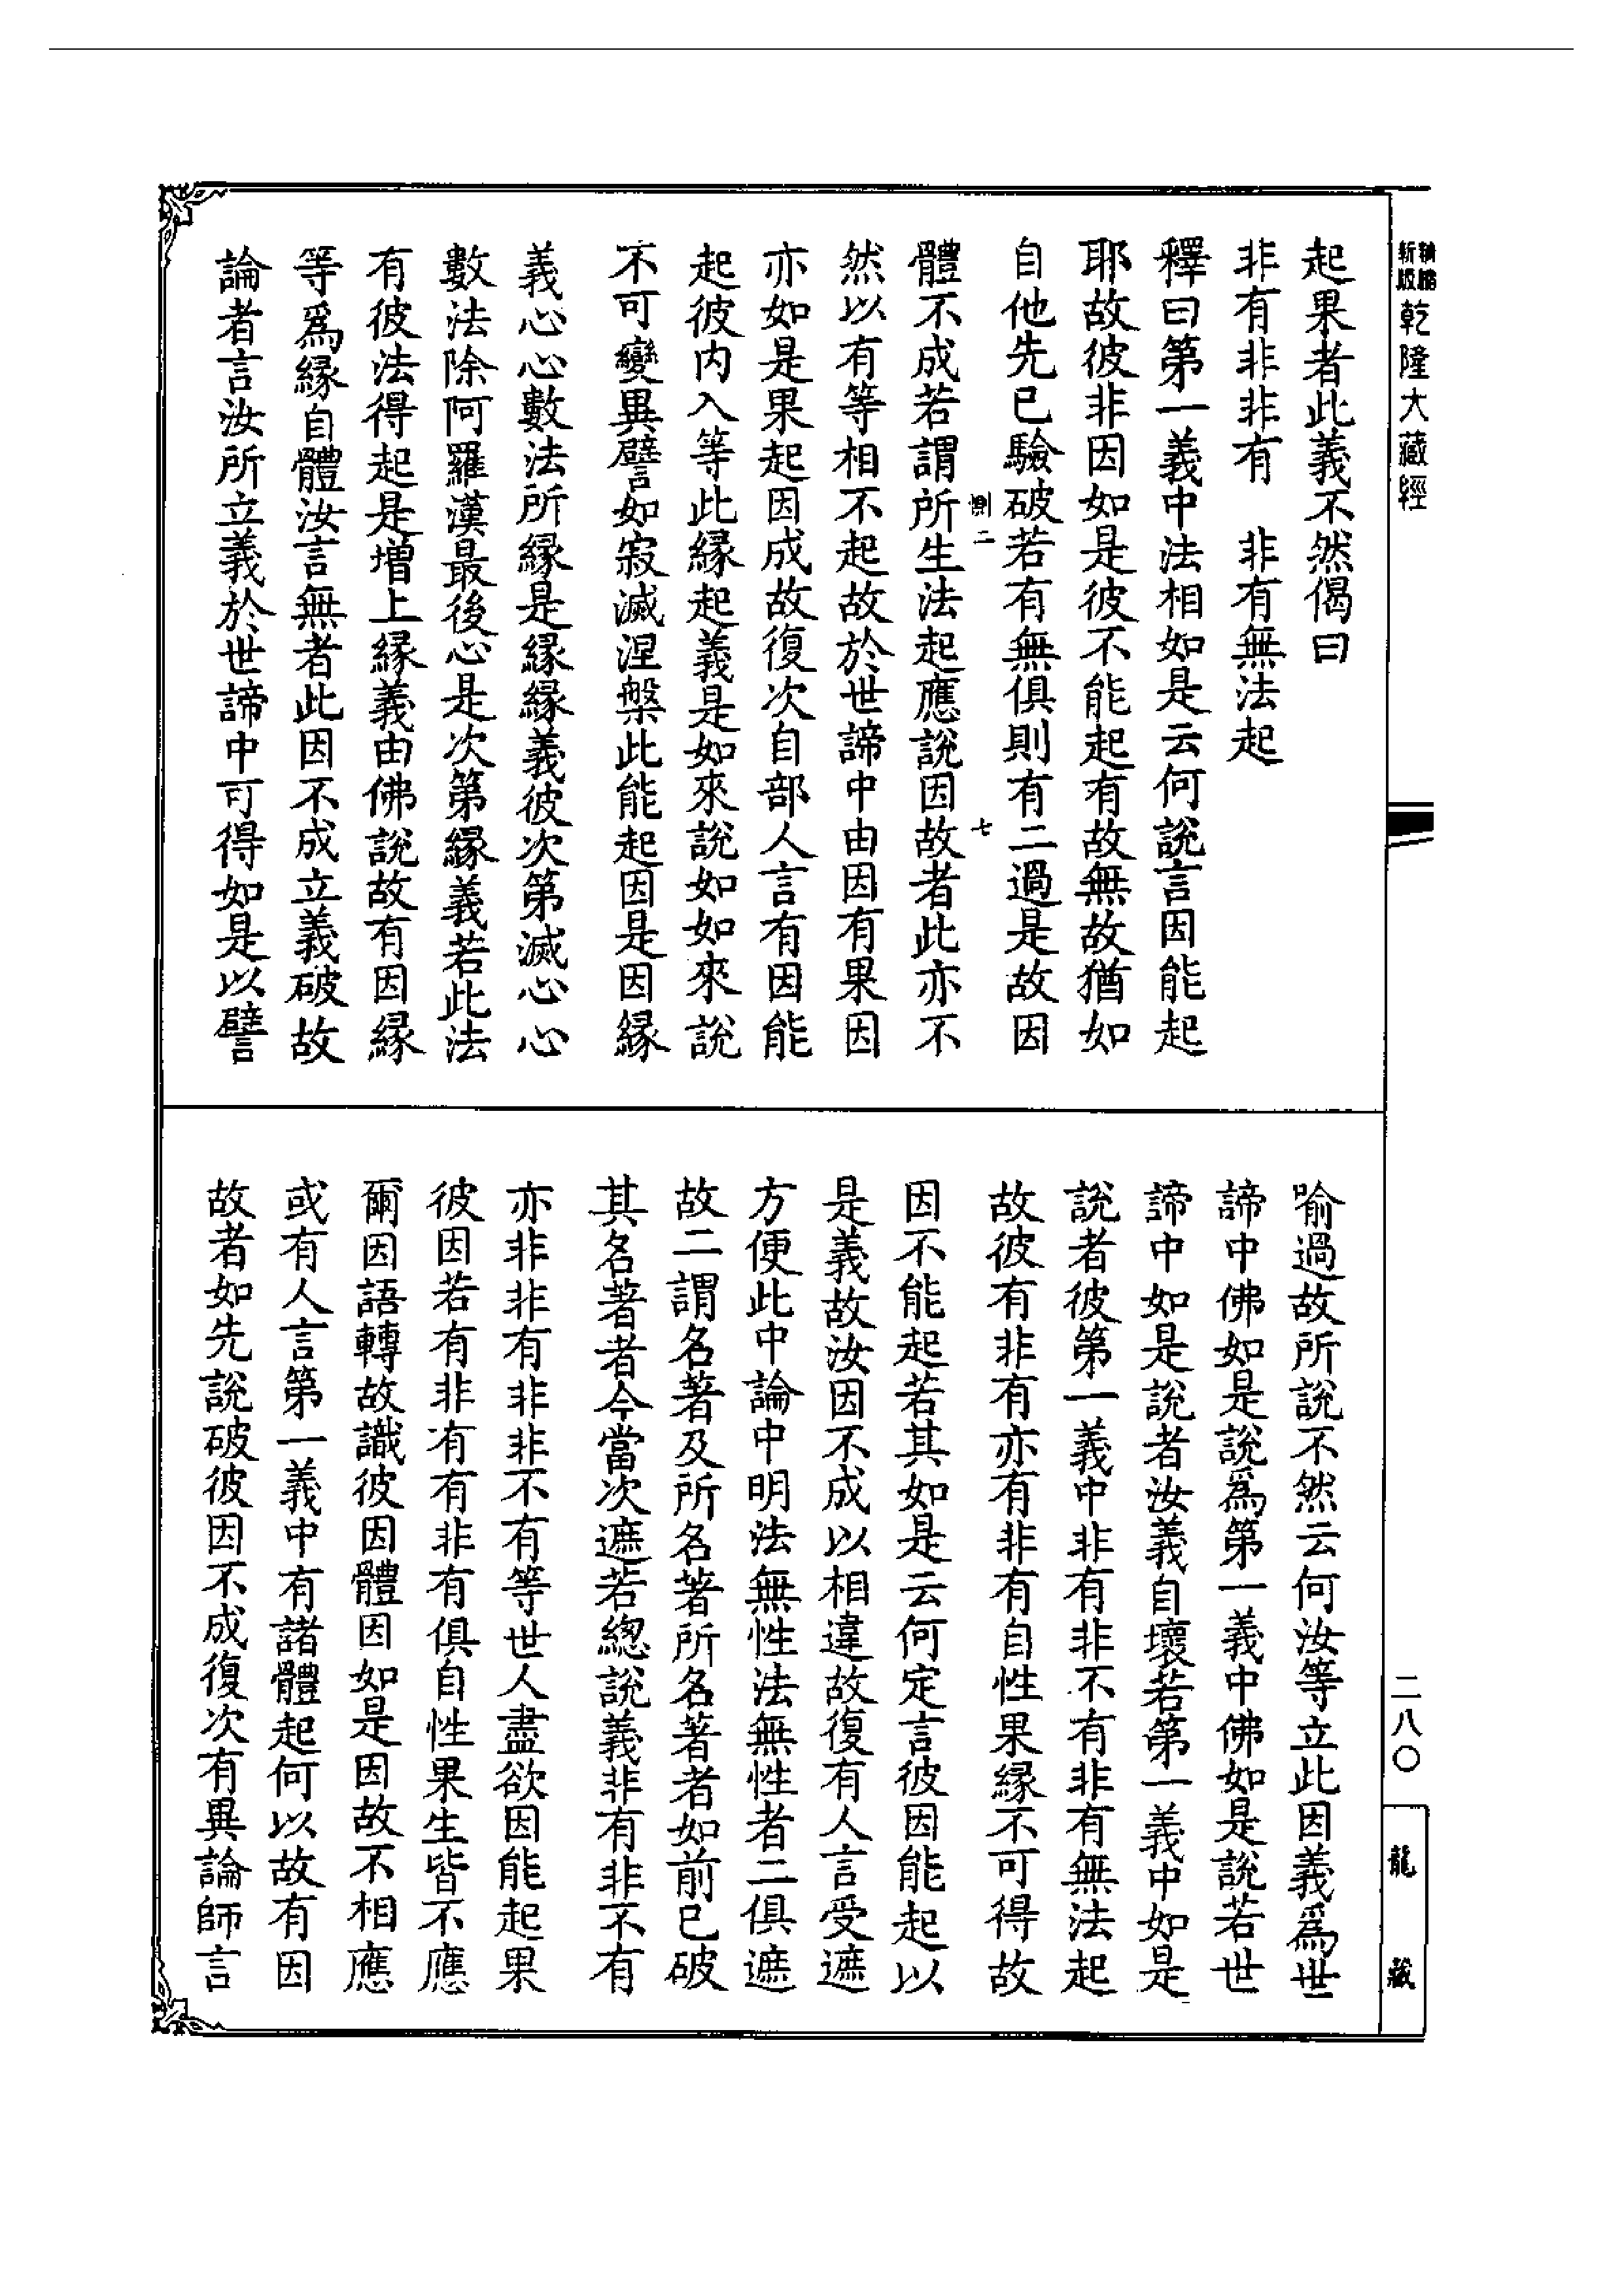 精縮新版乾隆大藏經
起果者此義不然偈曰
非有非非有　非有無法起
釋曰第一義中法相如是云何說言因能起
耶故彼非因如是彼不能起有故無故猶如
自他先已驗破若有無俱則有二過是故因
體不成若謂所生法起應說因故者此亦不
然以有等相不起故於世諦中由因有果因
亦如是果起因成故復次自部人言有因能
起彼內入等此緣起義是如來說如如來說
不可變異譬如寂滅涅槃此能起因是因緣
義心心數法所緣是緣緣義彼次第滅心心
數法除阿羅漢最後心是次第緣義若此法
有彼法得起是增上緣義由佛說故有因緣
等為緣自體汝言無者此因不成立義破故
論者言汝所立義於世諦中可得如是以譬
喻過故所說不然云何汝等立此因義為世
諦中佛如是說為第一義中佛如是說若世
諦中如是說者汝義自壞若第一義中如是
說者彼第一義中非有非不有非有無法起
故彼有非有亦有非有自性果緣不可得故
因不能起若其如是云何定言彼因能起以
是義故汝因不成以相違故復有人言受遮
方便此中論中明法無性法無性者二俱遮
故二謂名著及所名著所名著者如前已破
其名著者今當次遮若總說義非有非不有
亦非非有非非不有等世人盡欲因能起果
彼因若有非有有非有俱自性果生皆不應
爾因語轉故識彼因體因如是因故不相應
或有人言第一義中有諸體起何以故有因
故者如先說破彼因不成復次有異論師言
二八〇
龍藏